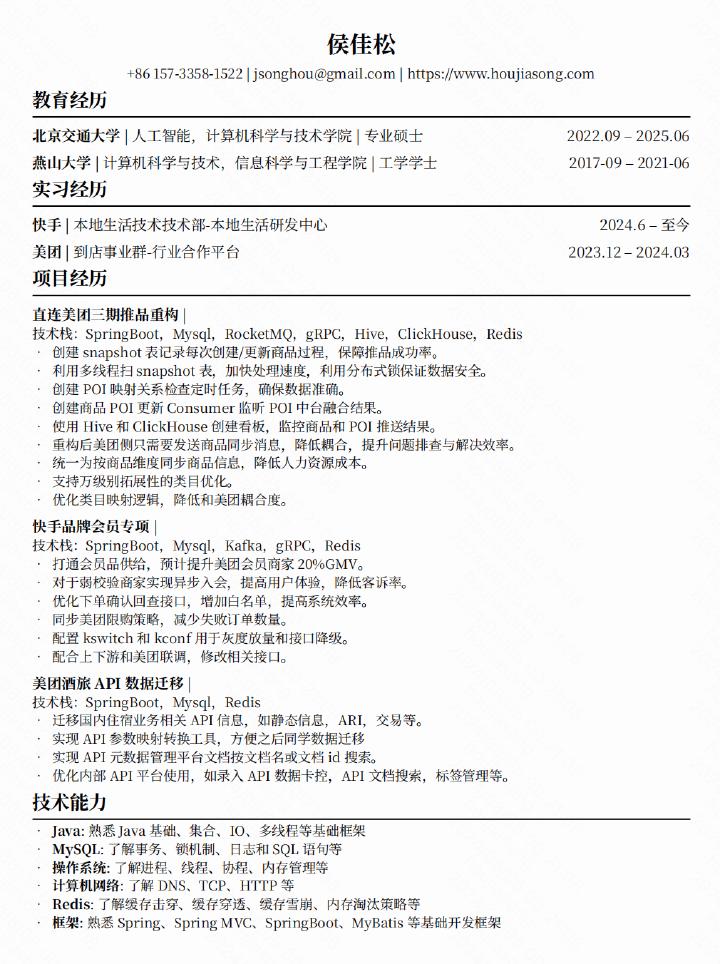 侯佳松
+86 157-3358-1522 | jsonghou@gmail.com | https://www.houjiasong.com
教育经历
北京交通大学 | 人工智能，计算机科学与技术学院 | 专业硕士 2022.09 – 2025.06
燕山大学 | 计算机科学与技术，信息科学与工程学院 | 工学学士 2017-09 – 2021-06
实习经历
快手 | 本地生活技术技术部-本地生活研发中心 2024.6 – 至今
美团 | 到店事业群-行业合作平台 2023.12 – 2024.03
项目经历
直连美团三期推品重构 |
技术栈：SpringBoot，Mysql，RocketMQ，gRPC，Hive，ClickHouse，Redis
· 创建 snapshot 表记录每次创建/更新商品过程，保障推品成功率。
· 利用多线程扫 snapshot 表，加快处理速度，利用分布式锁保证数据安全。
· 创建 POI 映射关系检查定时任务，确保数据准确。
· 创建商品 POI 更新 Consumer 监听 POI 中台融合结果。
· 使用 Hive 和 ClickHouse 创建看板，监控商品和 POI 推送结果。
· 重构后美团侧只需要发送商品同步消息，降低耦合，提升问题排查与解决效率。
· 统一为按商品维度同步商品信息，降低人力资源成本。
· 支持万级别拓展性的类目优化。
· 优化类目映射逻辑，降低和美团耦合度。
快手品牌会员专项 |
技术栈：SpringBoot，Mysql，Kafka，gRPC，Redis
· 打通会员品供给，预计提升美团会员商家 20%GMV。
· 对于弱校验商家实现异步入会，提高用户体验，降低客诉率。
· 优化下单确认回查接口，增加白名单，提高系统效率。
· 同步美团限购策略，减少失败订单数量。
· 配置 kswitch 和 kconf 用于灰度放量和接口降级。
· 配合上下游和美团联调，修改相关接口。
美团酒旅 API 数据迁移 |
技术栈：SpringBoot，Mysql，Redis
· 迁移国内住宿业务相关 API 信息，如静态信息，ARI，交易等。
· 实现 API 参数映射转换工具，方便之后同学数据迁移
· 实现 API 元数据管理平台文档按文档名或文档 id 搜索。
· 优化内部 API 平台使用，如录入 API 数据卡控，API 文档搜索，标签管理等。
技术能力
· Java: 熟悉 Java 基础、集合、IO、多线程等基础框架
· MySQL: 了解事务、锁机制、日志和 SQL 语句等
· 操作系统: 了解进程、线程、协程、内存管理等
· 计算机网络: 了解 DNS、TCP、HTTP 等
· Redis: 了解缓存击穿、缓存穿透、缓存雪崩、内存淘汰策略等
· 框架: 熟悉 Spring、Spring MVC、SpringBoot、MyBatis 等基础开发框架